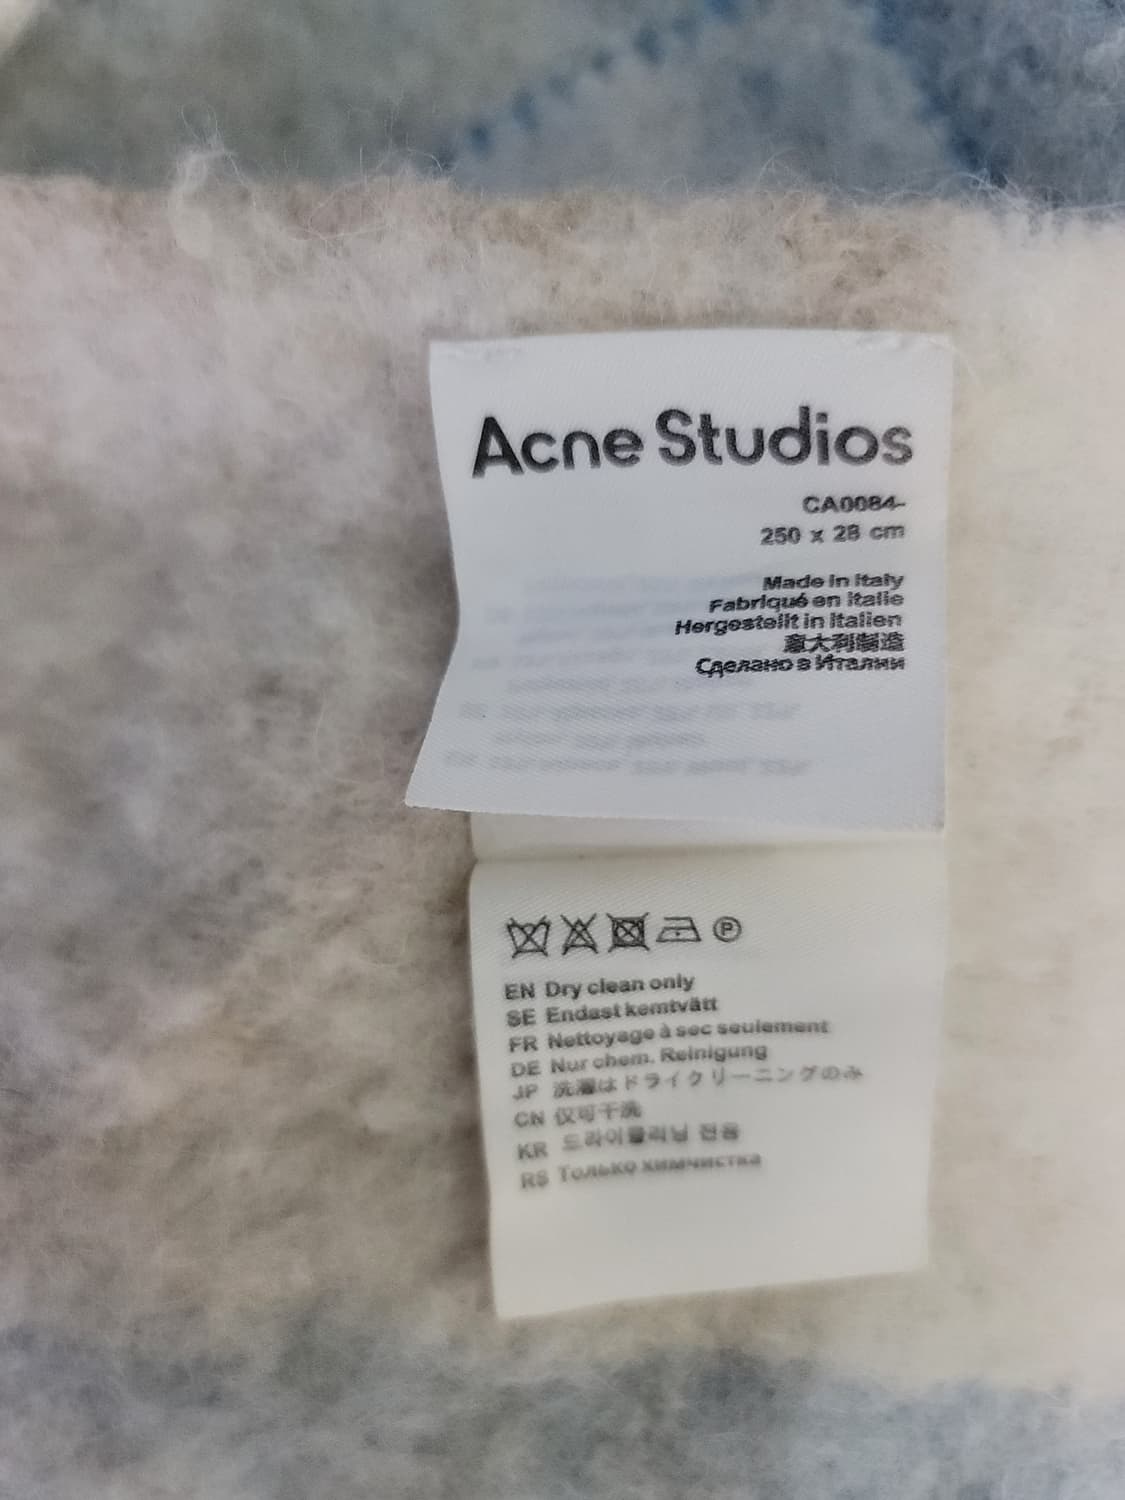 Acne Studios
CA0084-
250 x 28 cm
Made in Italy
Fabriqué en Italie
Hergestellt in Italien
意大利制造
Сделано в Италии
P
EN Dry clean only
SE Endast kemtvätt
FR Nettoyage à sec seulement
DE Nur chem. Reinigung
JP 洗濯はドライクリーニングのみ
CN 仅可干洗
KR 드라이클리닝 전용
RS Только химчистка